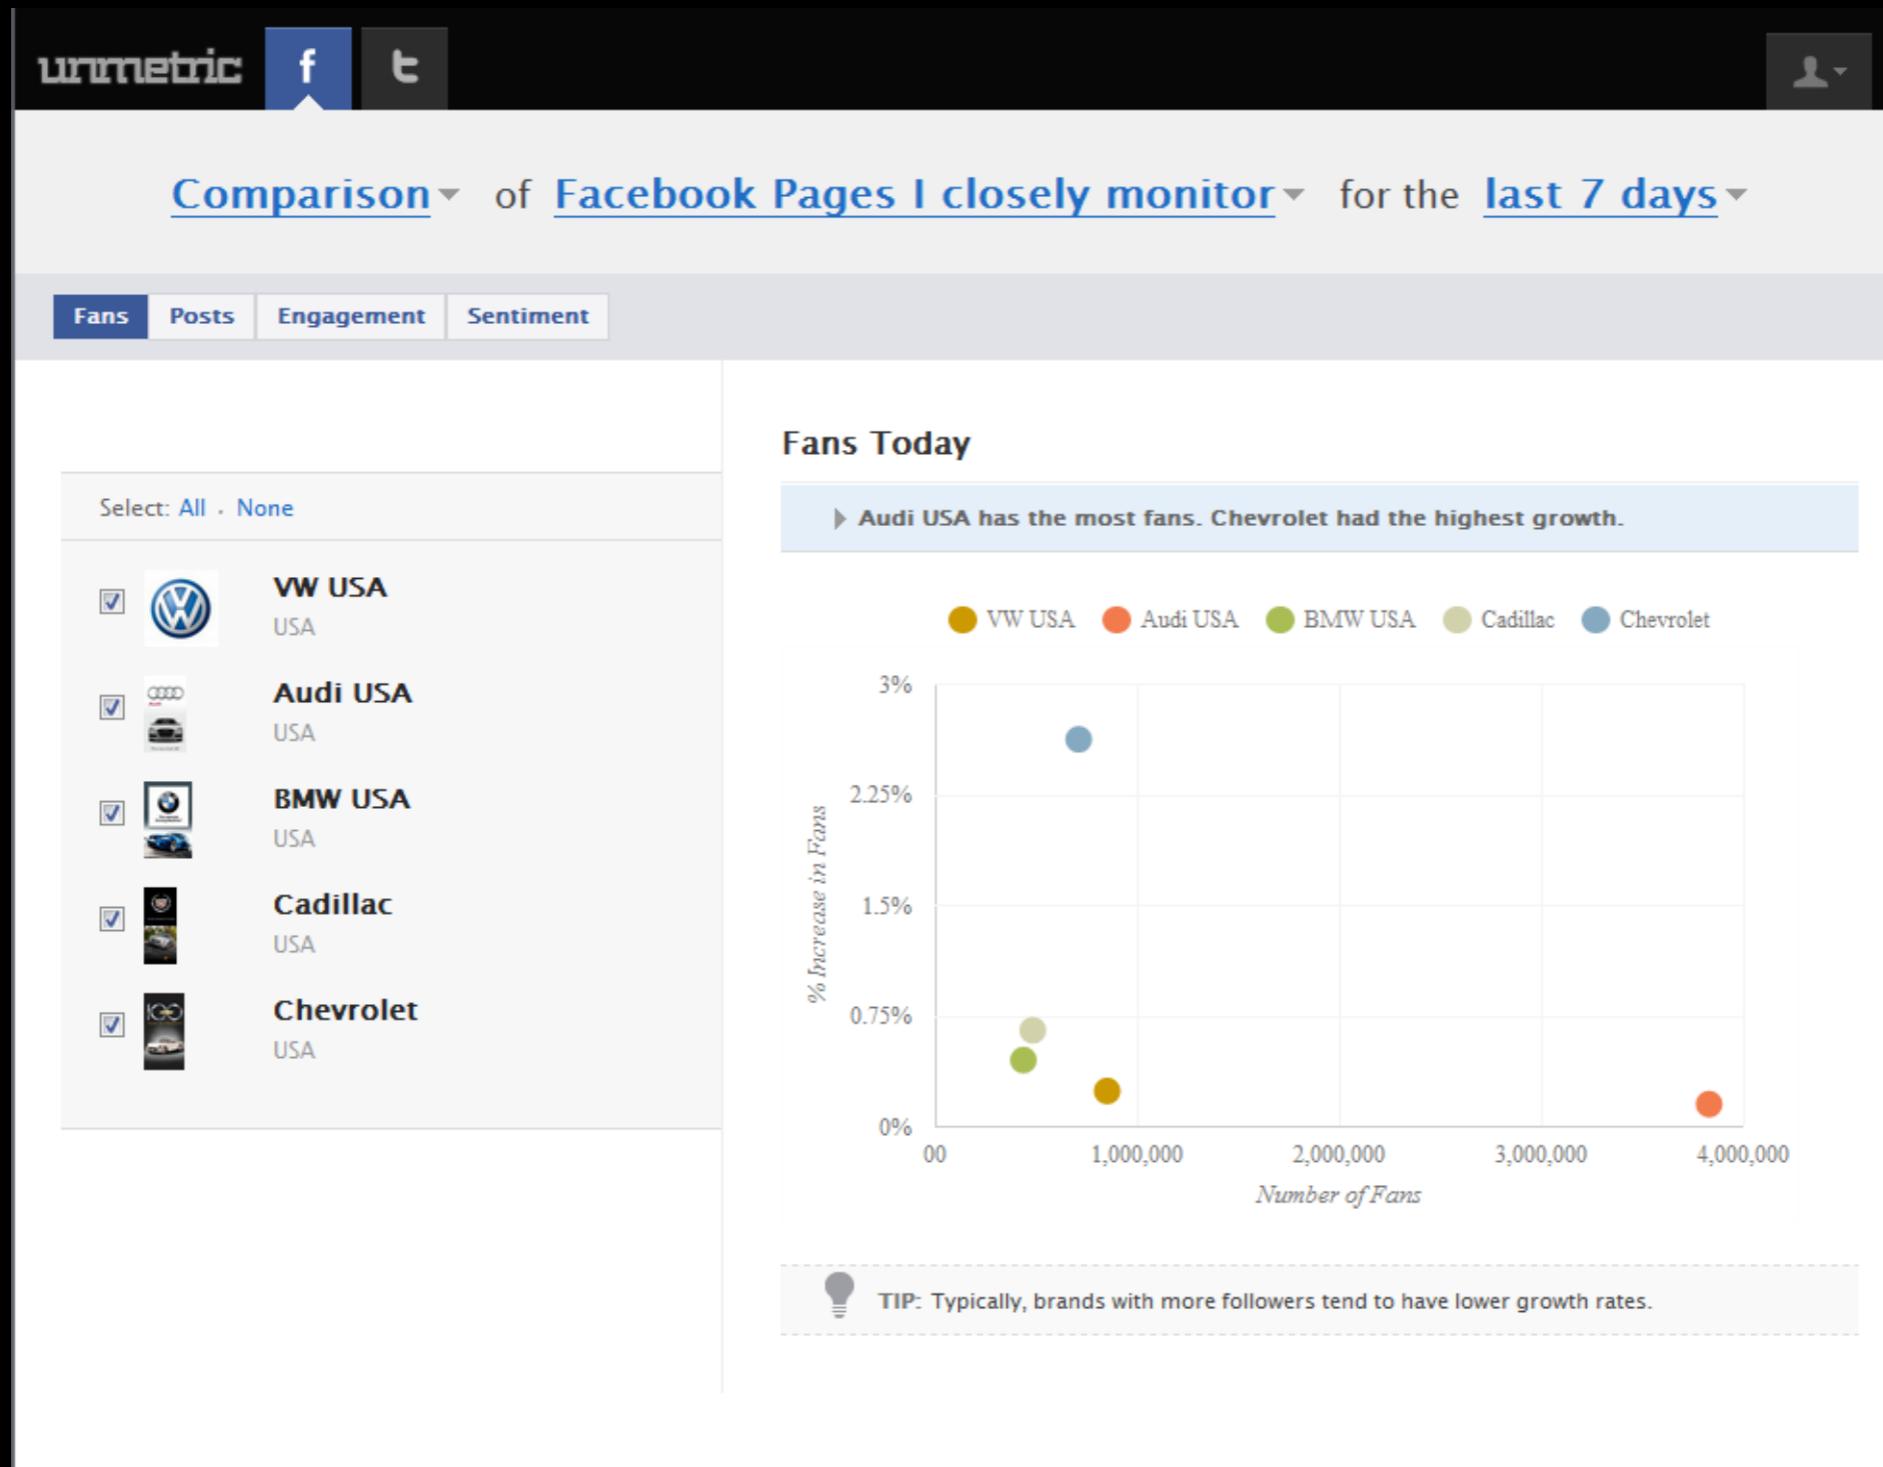 unmetric f t
Comparison of Facebook Pages I closely monitor for the last 7 days
Fans Posts Engagement Sentiment
Select: All . None
VW USA
USA
Audi USA
USA
BMW USA
USA
Cadillac
USA
Chevrolet
USA
Fans Today
Audi USA has the most fans. Chevrolet had the highest growth.
VW USA Audi USA BMW USA Cadillac Chevrolet
3%
2.25%
1.5%
0.75%
0%
% Increase in Fans
00 1,000,000 2,000,000 3,000,000 4,000,000
Number of Fans
TIP: Typically, brands with more followers tend to have lower growth rates.